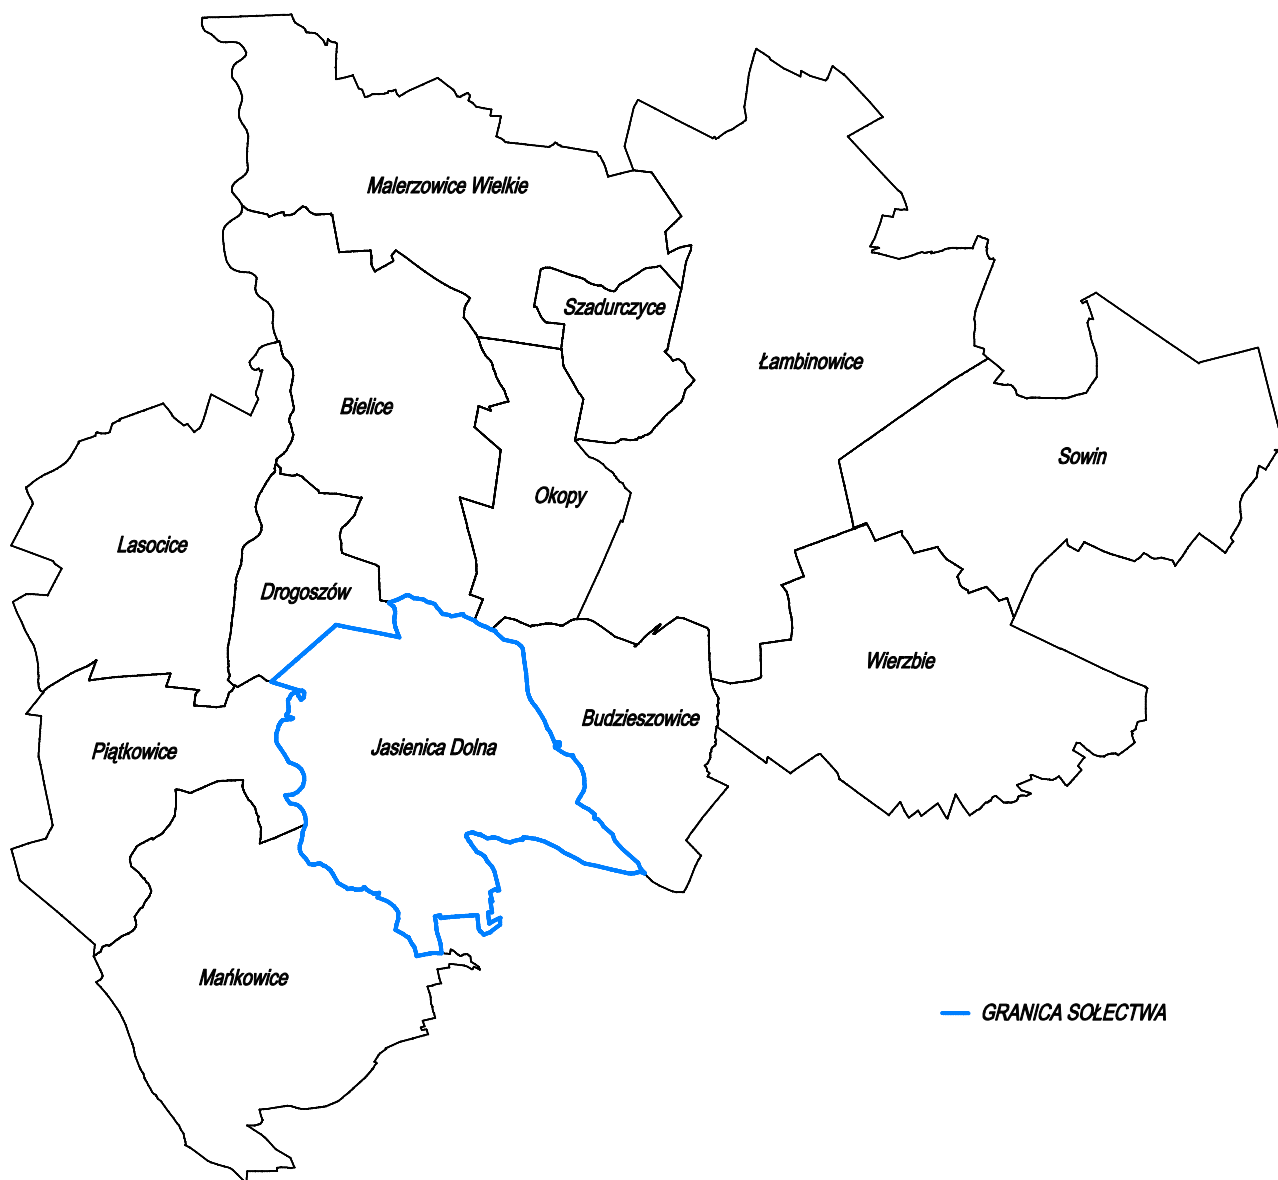 Malerzowice Wielkie
Szadurczyce
Łambinowice
Bielice
Sowin
Okopy
Lasocice
Drogoszów
Wierzbie
Budzieszowice
Jasienica Dolna
Piątkowice
Mańkowice
GRANICA SOŁECTWA